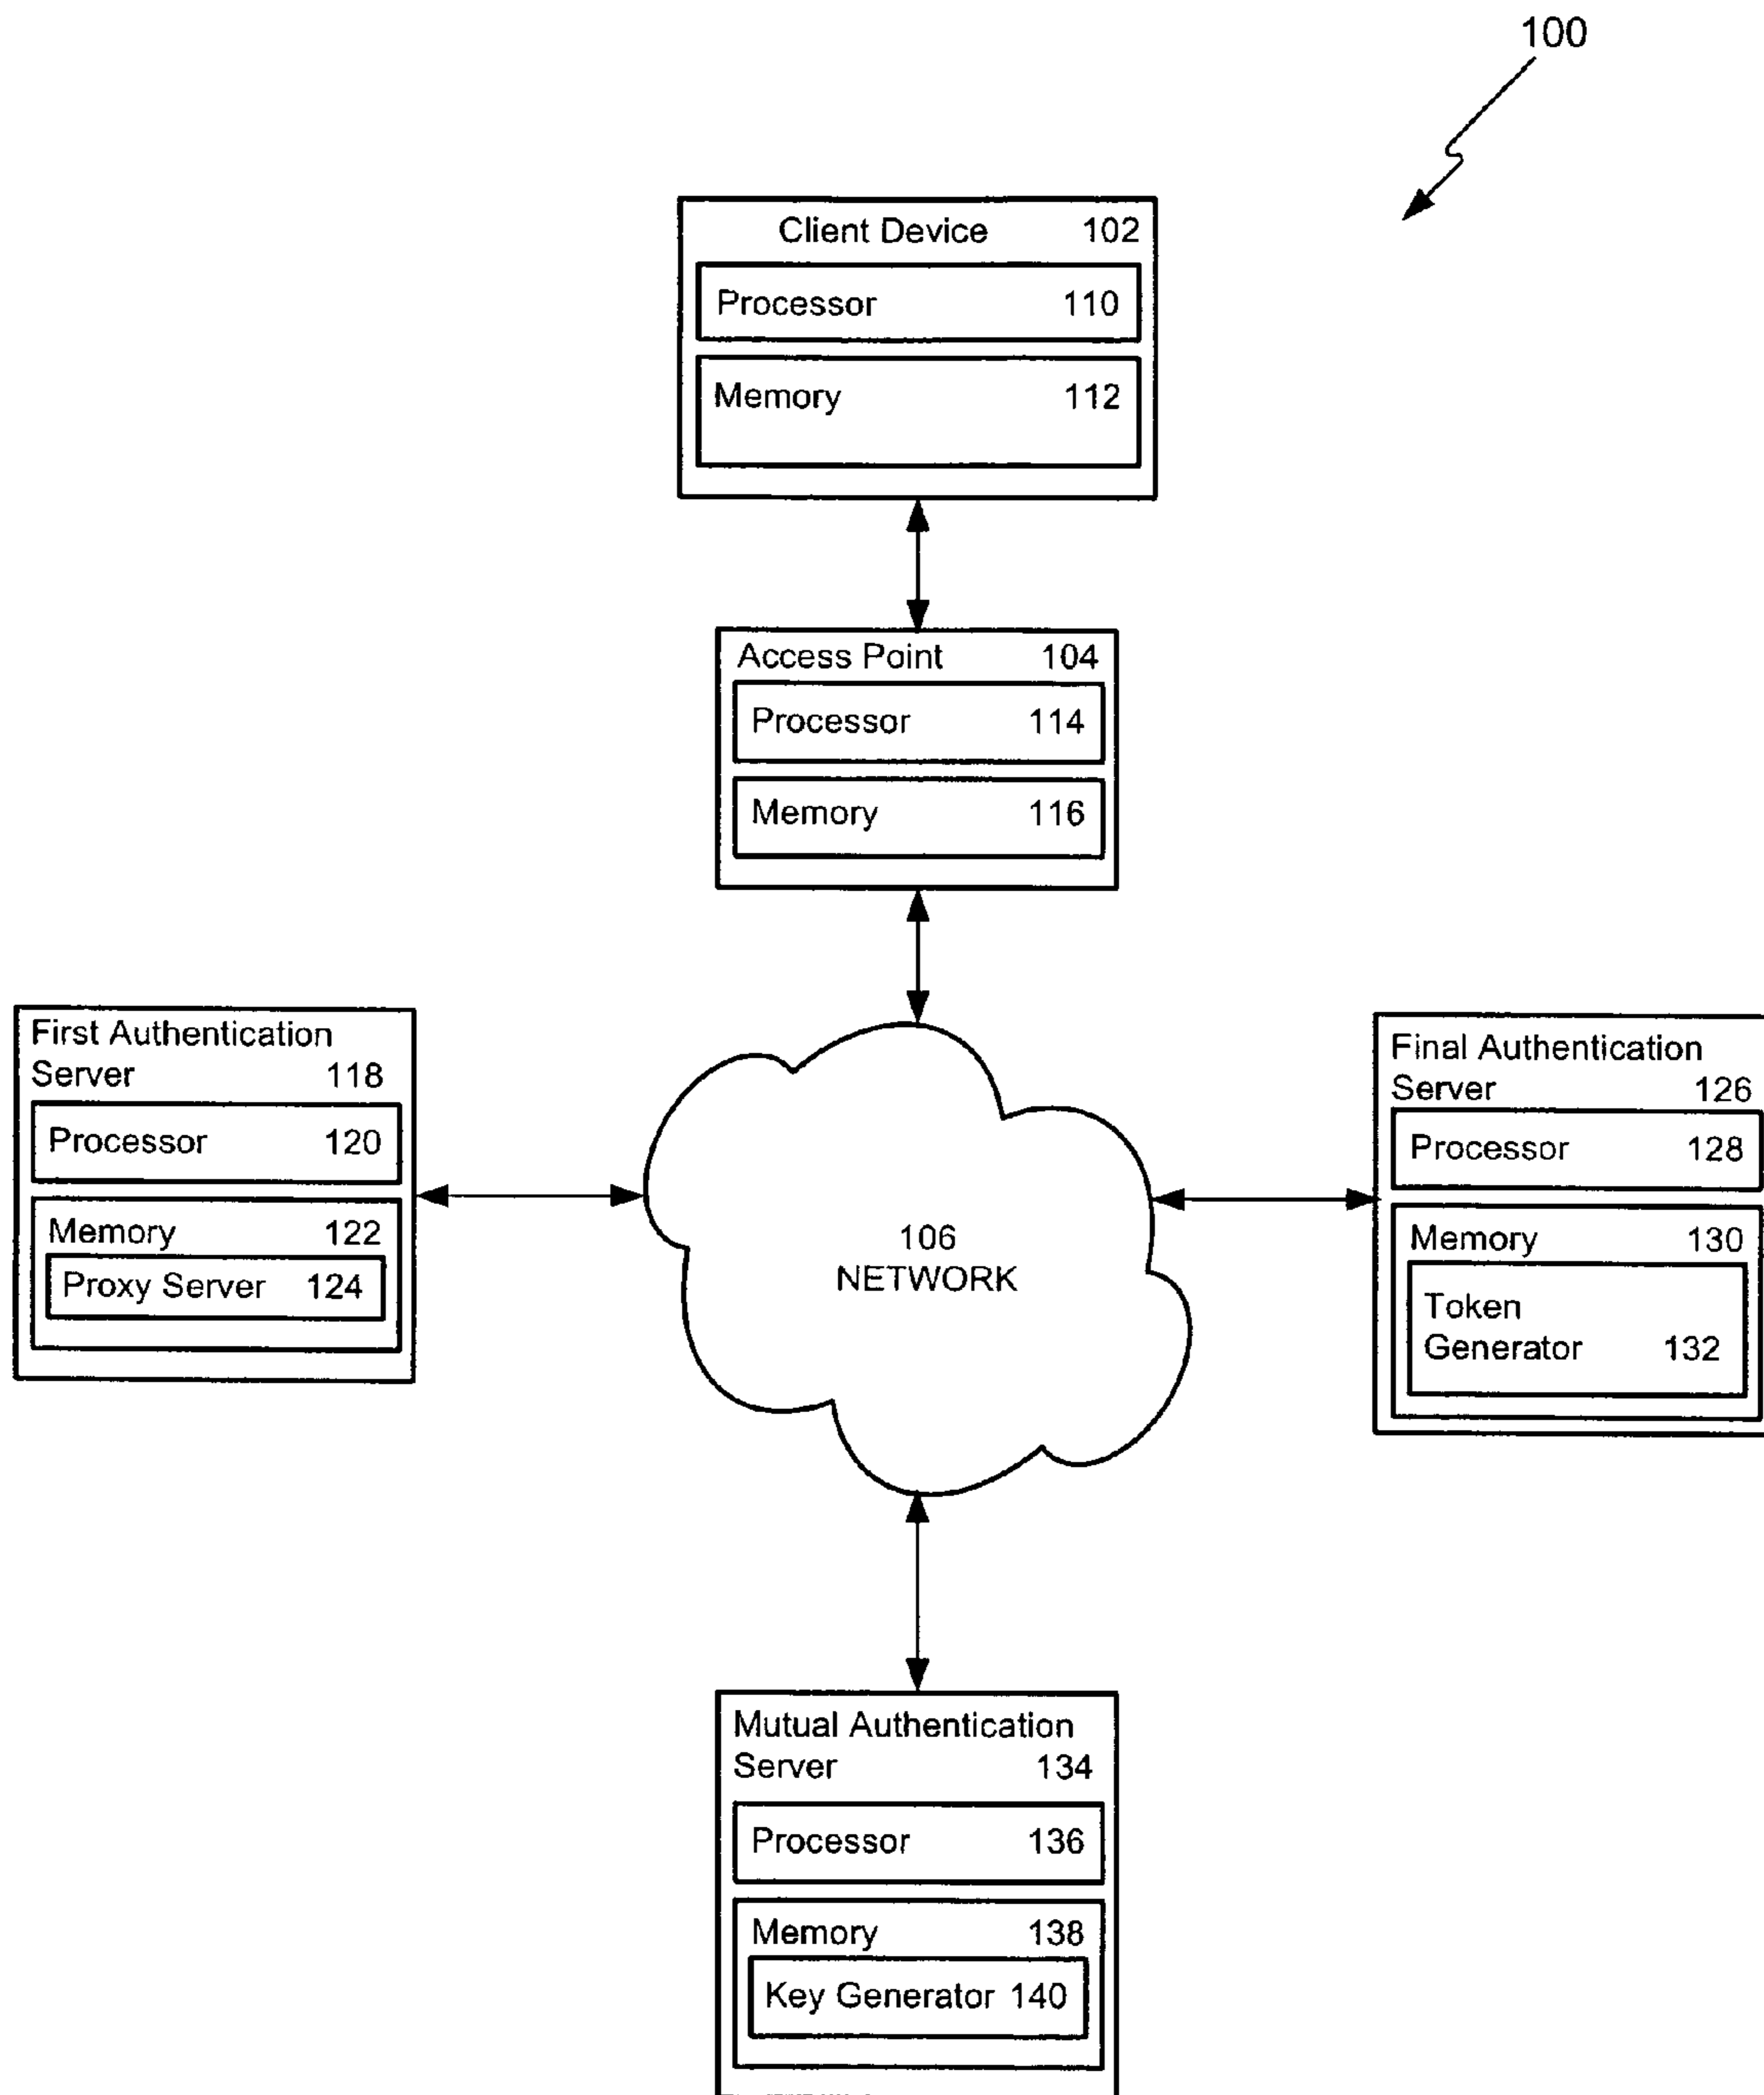 100
Client Device 102
Processor 110
Memory 112
Access Point 104
Processor 114
Memory 116
First Authentication
Server 118
Processor 120
Memory 122
Proxy Server 124
106
NETWORK
Final Authentication
Server 126
Processor 128
Memory 130
Token
Generator 132
Mutual Authentication
Server 134
Processor 136
Memory 138
Key Generator 140